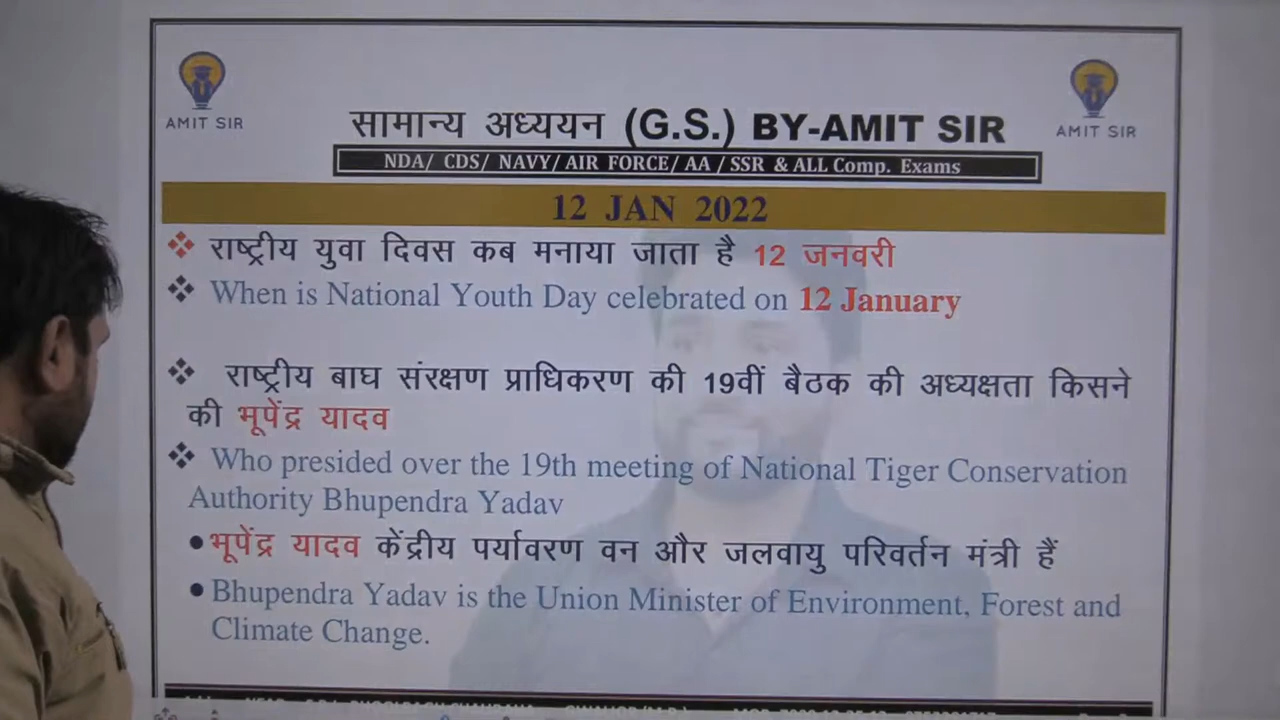 AMIT SIR
AMIT SIR
सामान्य अध्ययन (G.S.) BY-AMIT SIR
NDA/ CDS/ NAVY/ AIR FORCE/ AA / SSR & ALL Comp. Exams
12 JAN 2022
❖ राष्ट्रीय युवा दिवस कब मनाया जाता है 12 जनवरी
❖ When is National Youth Day celebrated on 12 January
❖ राष्ट्रीय बाघ संरक्षण प्राधिकरण की 19वीं बैठक की अध्यक्षता किसने
की भूपेंद्र यादव
❖ Who presided over the 19th meeting of National Tiger Conservation
Authority Bhupendra Yadav
• भूपेंद्र यादव केंद्रीय पर्यावरण वन और जलवायु परिवर्तन मंत्री हैं
• Bhupendra Yadav is the Union Minister of Environment, Forest and
Climate Change.